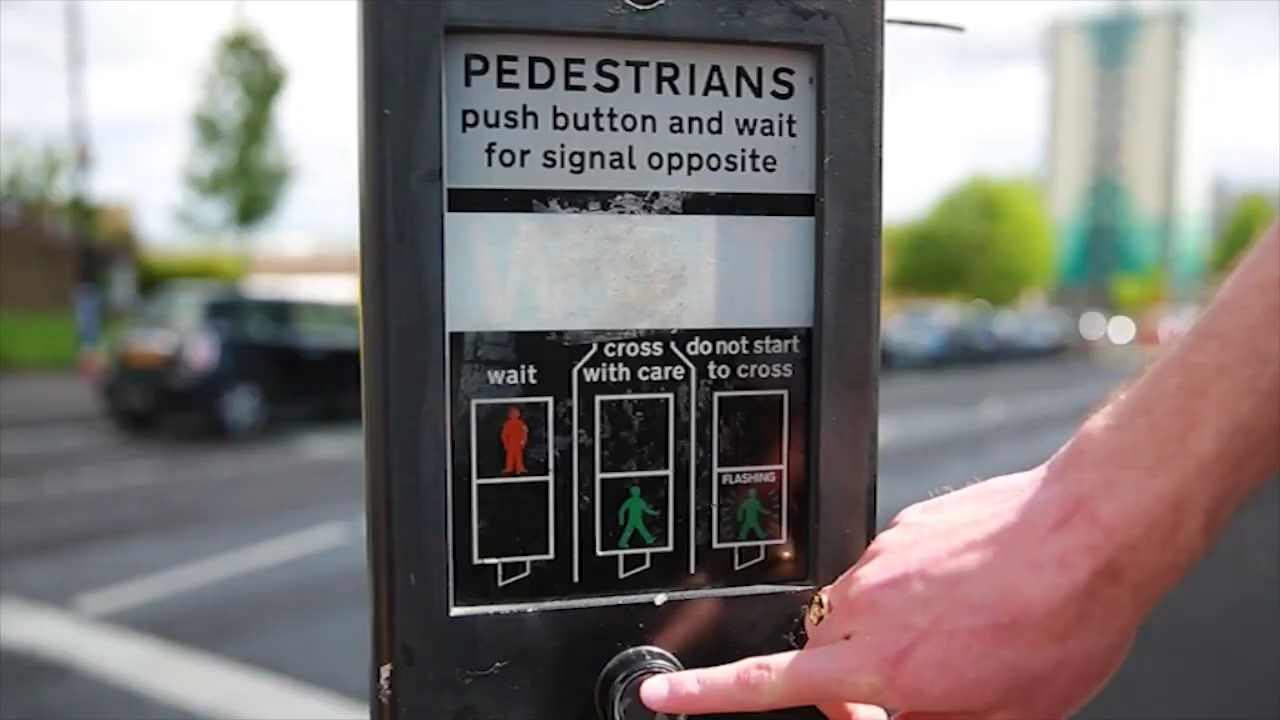 PEDESTRIANS
push button and wait
for signal opposite
wait
cross
with care
do not start
to cross
FLASHING